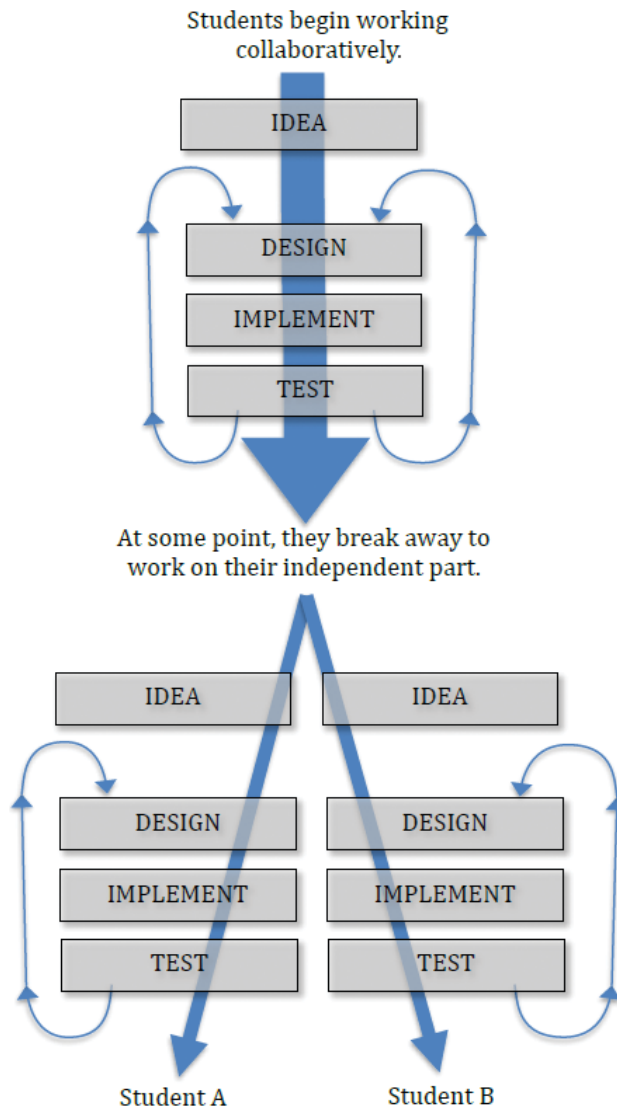 Students begin working
collaboratively.
IDEA
DESIGN
IMPLEMENT
TEST
At some point, they break away to
work on their independent part.
IDEA
IDEA
DESIGN
DESIGN
IMPLEMENT
IMPLEMENT
TEST
TEST
Student A
Student B